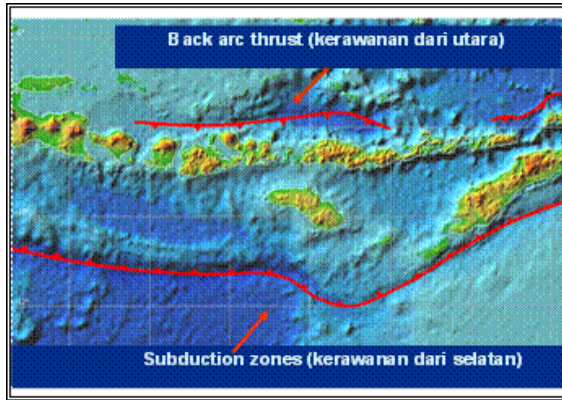 Back arc thrust (kerawanan dari utara)
Subduction zones (kerawanan dari selatan)